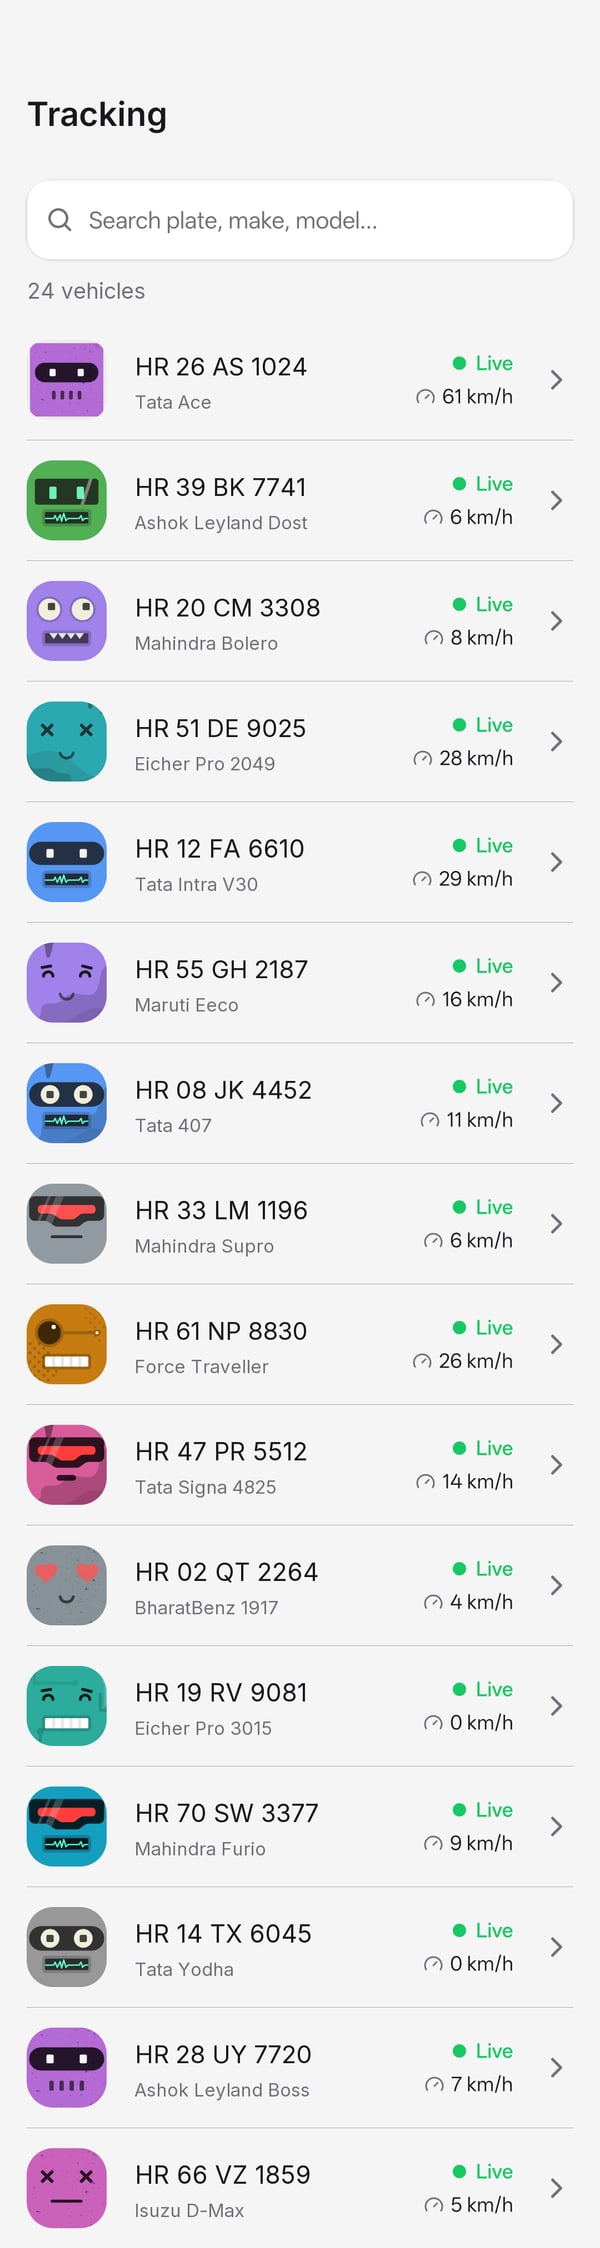 Tracking
Search plate, make, model...
24 vehicles
HR 26 AS 1024
Live
Tata Ace
61 km/h
HR 39 BK 7741
Live
Ashok Leyland Dost
6 km/h
HR 20 CM 3308
Live
Mahindra Bolero
8 km/h
HR 51 DE 9025
Live
Eicher Pro 2049
28 km/h
HR 12 FA 6610
Live
Tata Intra V30
29 km/h
HR 55 GH 2187
Live
Maruti Eeco
16 km/h
HR 08 JK 4452
Live
Tata 407
11 km/h
HR 33 LM 1196
Live
Mahindra Supro
6 km/h
HR 61 NP 8830
Live
Force Traveller
26 km/h
HR 47 PR 5512
Live
Tata Signa 4825
14 km/h
HR 02 QT 2264
Live
BharatBenz 1917
4 km/h
HR 19 RV 9081
Live
Eicher Pro 3015
0 km/h
HR 70 SW 3377
Live
Mahindra Furio
9 km/h
HR 14 TX 6045
Live
Tata Yodha
0 km/h
HR 28 UY 7720
Live
Ashok Leyland Boss
7 km/h
HR 66 VZ 1859
Live
Isuzu D-Max
5 km/h